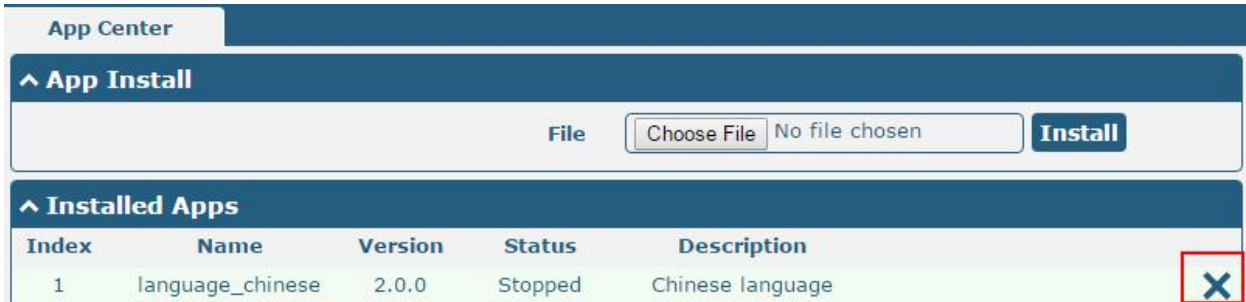 App Center
App Install
File Choose File No file chosen Install
Installed Apps
Index Name Version Status Description
1 language_chinese 2.0.0 Stopped Chinese language